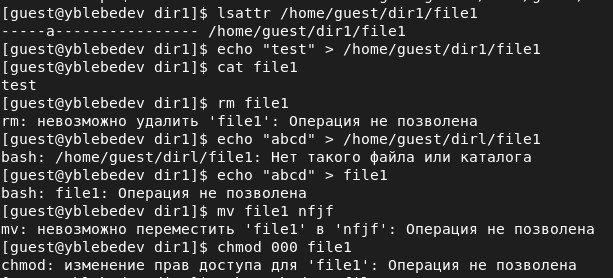 [guest@yblebedev dir1]$ lsattr /home/guest/dir1/file1
-----a---------------- /home/guest/dir1/file1
[guest@yblebedev dir1]$ echo "test" > /home/guest/dir1/file1
[guest@yblebedev dir1]$ cat file1
test
[guest@yblebedev dir1]$ rm file1
rm: невозможно удалить 'file1': Операция не позволена
[guest@yblebedev dir1]$ echo "abcd" > /home/guest/dirl/file1
bash: /home/guest/dirl/file1: Нет такого файла или каталога
[guest@yblebedev dir1]$ echo "abcd" > file1
bash: file1: Операция не позволена
[guest@yblebedev dir1]$ mv file1 nfjf
mv: невозможно переместить 'file1' в 'nfjf': Операция не позволена
[guest@yblebedev dir1]$ chmod 000 file1
chmod: изменение прав доступа для 'file1': Операция не позволена